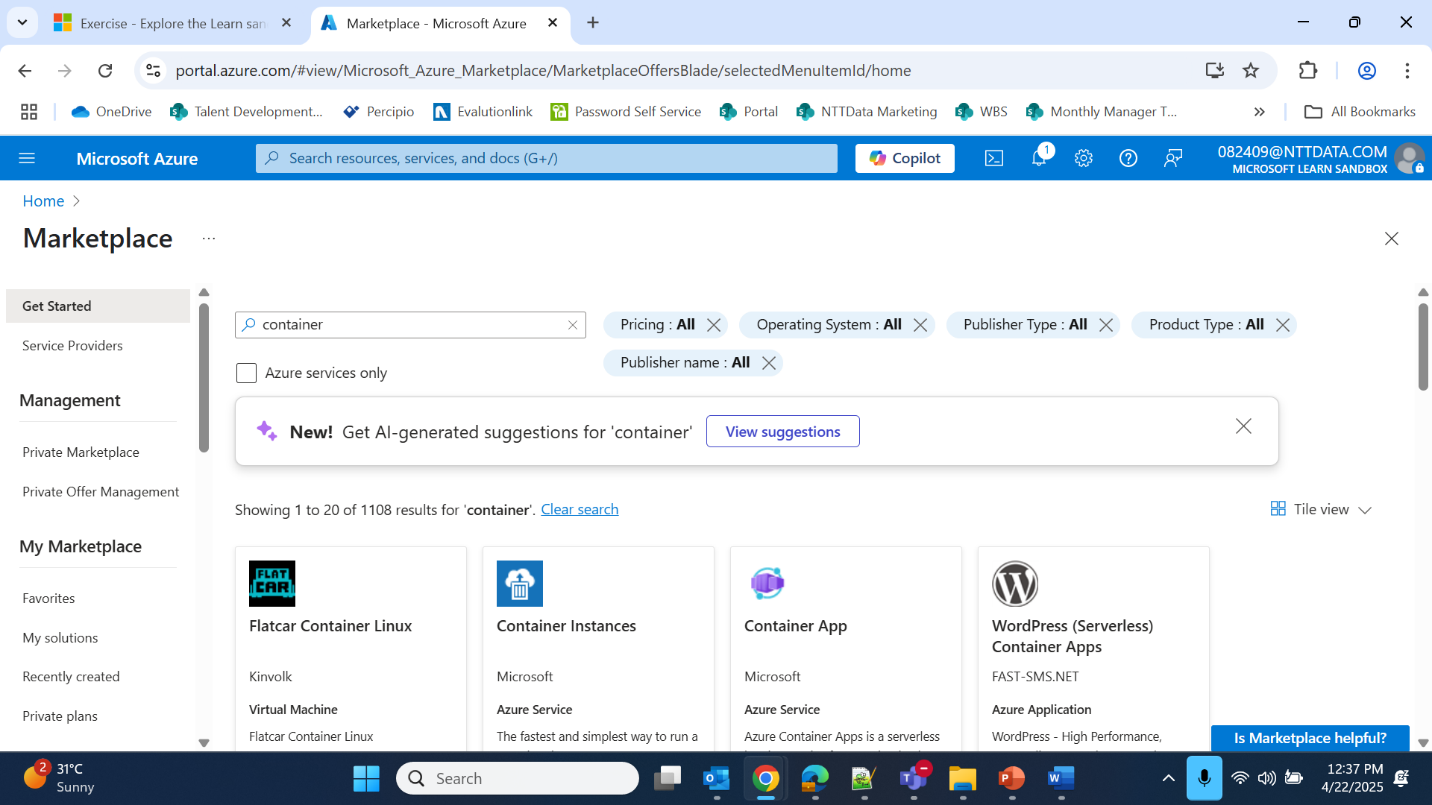 Exercise - Explore the Learn san
Marketplace - Microsoft Azure
portal.azure.com/#view/Microsoft_Azure_Marketplace/MarketplaceOffersBlade/selectedMenuItemId/home
OneDrive
Talent Development...
Percipio
Evalutionlink
Password Self Service
Portal
NTTData Marketing
WBS
Monthly Manager T...
All Bookmarks
Microsoft Azure
Search resources, services, and docs (G+/)
Copilot
1
082409@NTTDATA.COM
MICROSOFT LEARN SANDBOX
Home
Marketplace
Get Started
Service Providers
Management
Private Marketplace
Private Offer Management
My Marketplace
Favorites
My solutions
Recently created
Private plans
container
Pricing : All
Operating System : All
Publisher Type : All
Product Type : All
Publisher name : All
Azure services only
New! Get AI-generated suggestions for 'container'
View suggestions
Showing 1 to 20 of 1108 results for 'container'. Clear search
Tile view
FLAT
CAR
Flatcar Container Linux
Kinvolk
Virtual Machine
Flatcar Container Linux
Container Instances
Microsoft
Azure Service
The fastest and simplest way to run a
Container App
Microsoft
Azure Service
Azure Container Apps is a serverless
WordPress (Serverless)
Container Apps
FAST-SMS.NET
Azure Application
WordPress - High Performance,
Is Marketplace helpful?
2
31°C
Sunny
Search
12:37 PM
4/22/2025